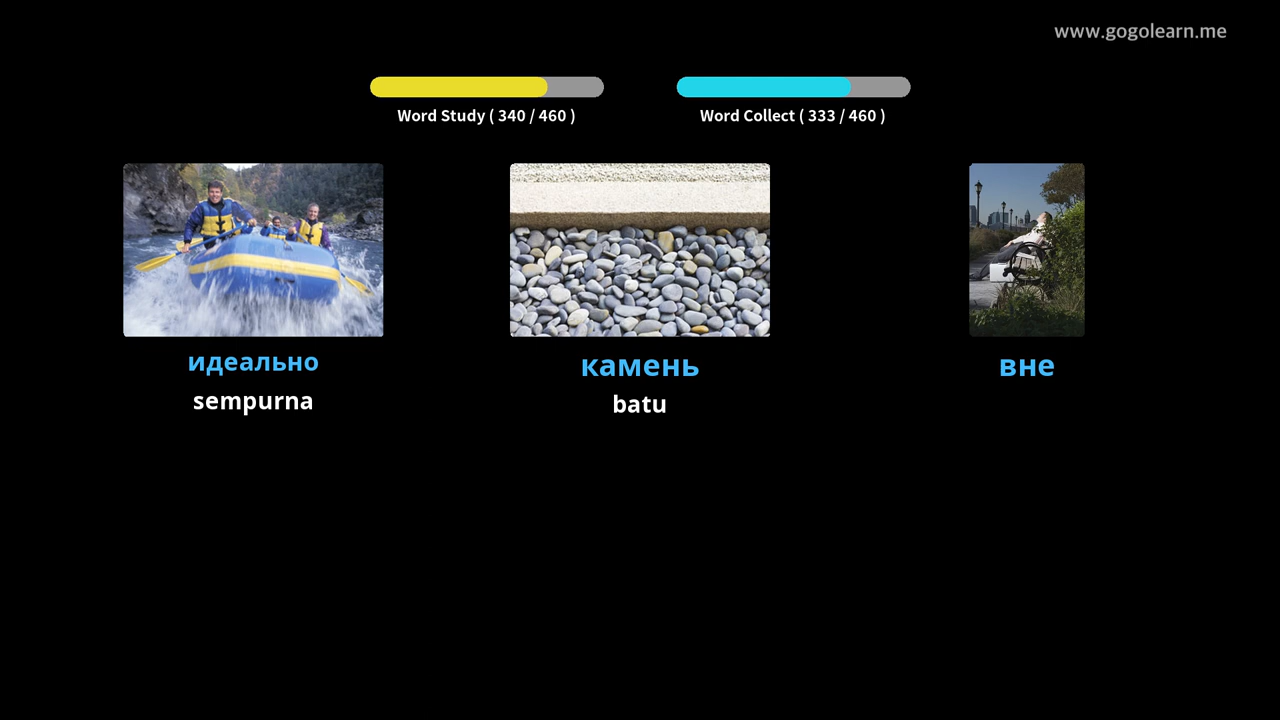 www.gogolearn.me
Word Study ( 340 / 460 )
Word Collect ( 333 / 460 )
идеально
камень
вне
sempurna
batu